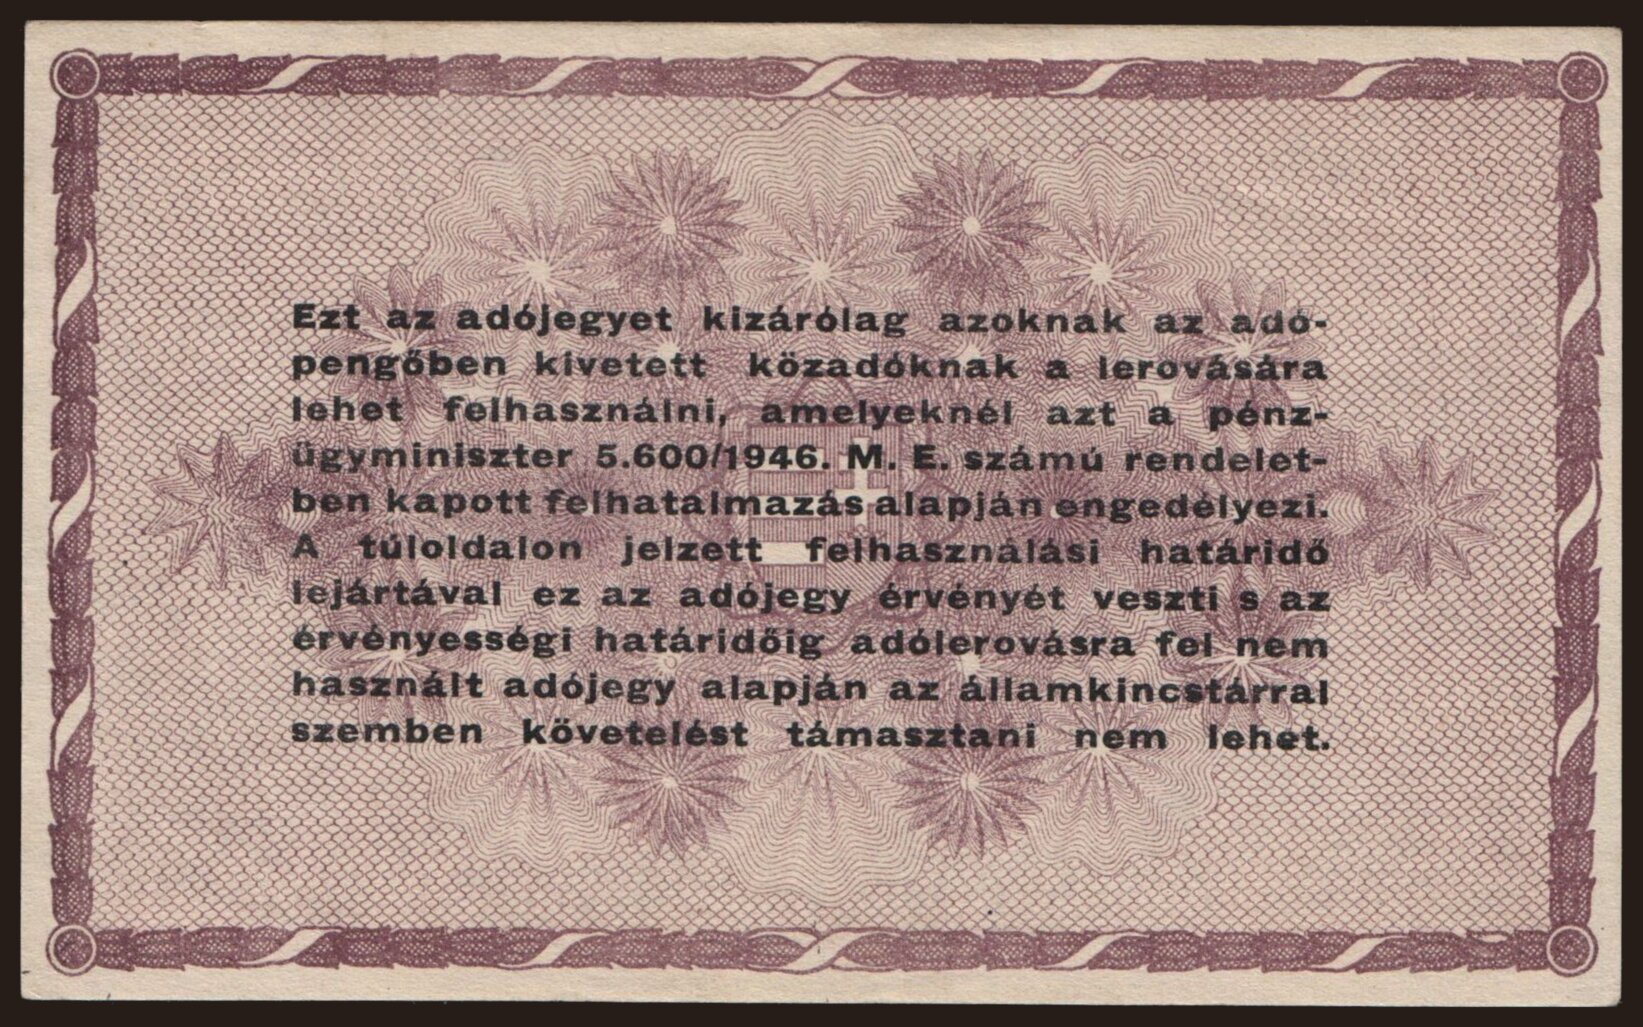 Ezt az adójegyet kizárólag azoknak az adó-
pengőben kivetett közadóknak a lerovására
lehet felhasználni, amelyeknél azt a pénz-
ügyminiszter 5.600/1946. M. E. számú rendelet-
ben kapott felhatalmazás alapján engedélyezi.
A túloldalon jelzett felhasználási határidő
lejártával ez az adójegy érvényét veszti s az
érvényességi határidőig adólerovásra fel nem
használt adójegy alapján az államkincstárral
szemben követelést támasztani nem lehet.